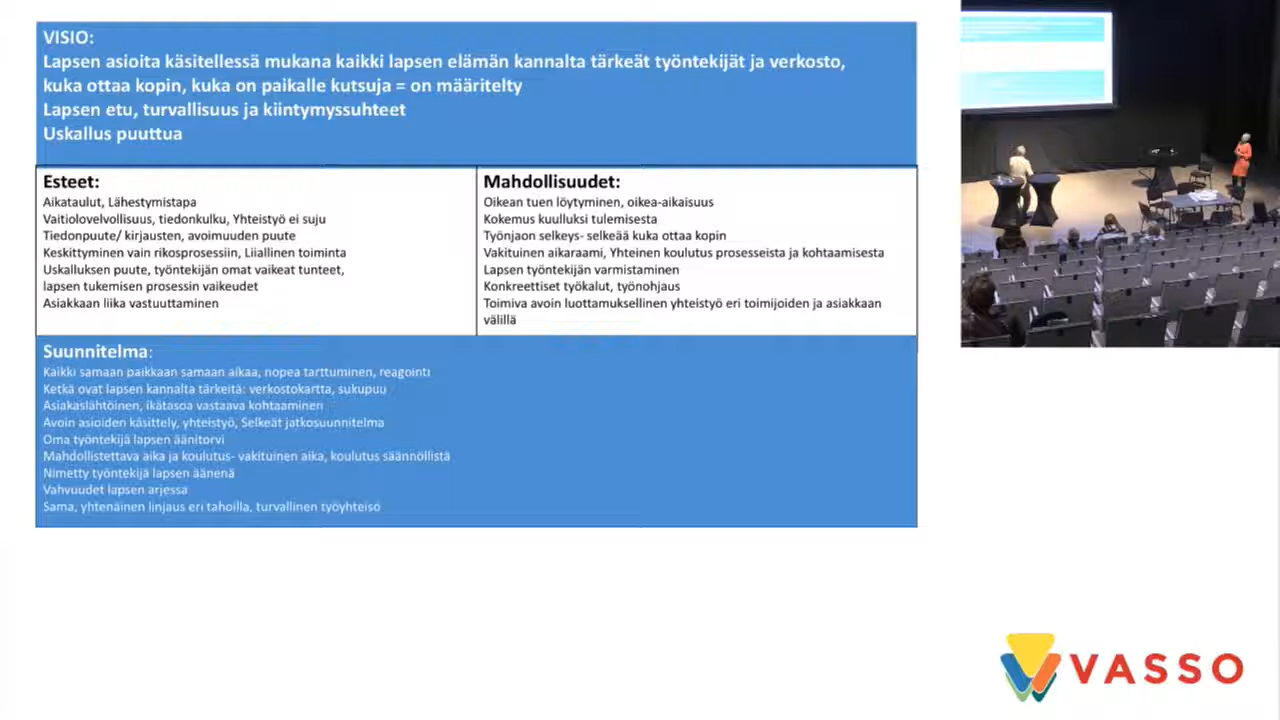 VISIO:
Lapsen asioita käsitellessä mukana kaikki lapsen elämän kannalta tärkeät työntekijät ja verkosto,
kuka ottaa kopin, kuka on paikalle kutsuja = on määritelty
Lapsen etu, turvallisuus ja kiintymyssuhteet
Uskallus puuttua
Esteet:
Aikataulut, Lähestymistapa
Vaitiolovelvollisuus, tiedonkulku, Yhteistyö ei suju
Tiedonpuute/ kirjausten, avoimuuden puute
Keskittyminen vain rikosprosessiin, Liiallinen toiminta
Uskalluksen puute, työntekijän omat vaikeat tunteet,
lapsen tukemisen prosessin vaikeudet
Asiakkaan liika vastuuttaminen
Mahdollisuudet:
Oikean tuen löytyminen, oikea-aikaisuus
Kokemus kuulluksi tulemisesta
Työnjaon selkeys- selkeää kuka ottaa kopin
Vakituinen aikaraami, Yhteinen koulutus prosesseista ja kohtaamisesta
Lapsen työntekijän varmistaminen
Konkreettiset työkalut, työnohjaus
Toimiva avoin luottamuksellinen yhteistyö eri toimijoiden ja asiakkaan
välillä
Suunnitelma:
Kaikki samaan paikkaan samaan aikaa, nopea tarttuminen, reagointi
Ketkä ovat lapsen kannalta tärkeitä: verkostokartta, sukupuu
Asiakaslähtöinen, ikätasoa vastaava kohtaaminen
Avoin asioiden käsittely, yhteistyö, Selkeät jatkosuunnitelma
Oma työntekijä lapsen äänitorvi
Mahdollistettava aika ja koulutus- vakituinen aika, koulutus säännöllistä
Nimetty työntekijä lapsen äänenä
Vahvuudet lapsen arjessa
Sama, yhtenäinen linjaus eri tahoilla, turvallinen työyhteisö
VASSO